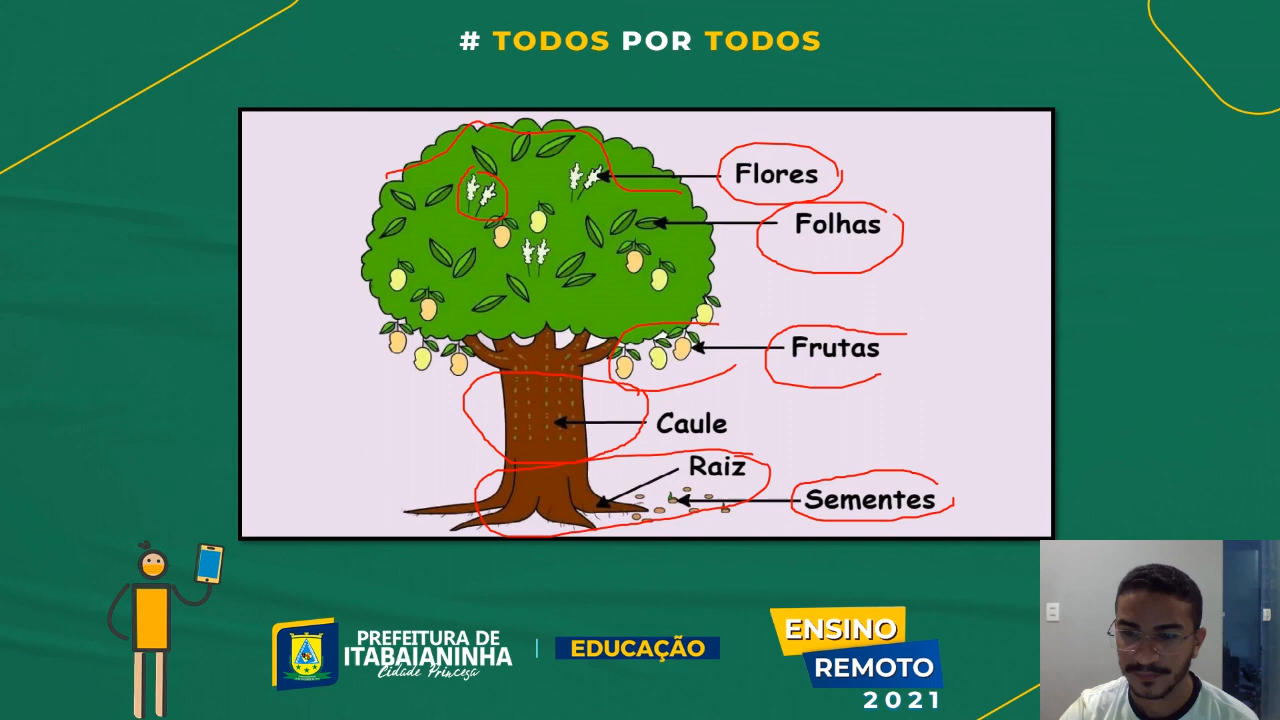 # TODOS POR TODOS
Flores
Folhas
Frutas
Caule
Raiz
Sementes
PREFEITURA DE
ITABAIANINHA
Cidade Princesa
EDUCAÇÃO
ENSINO
REMOTO
2021